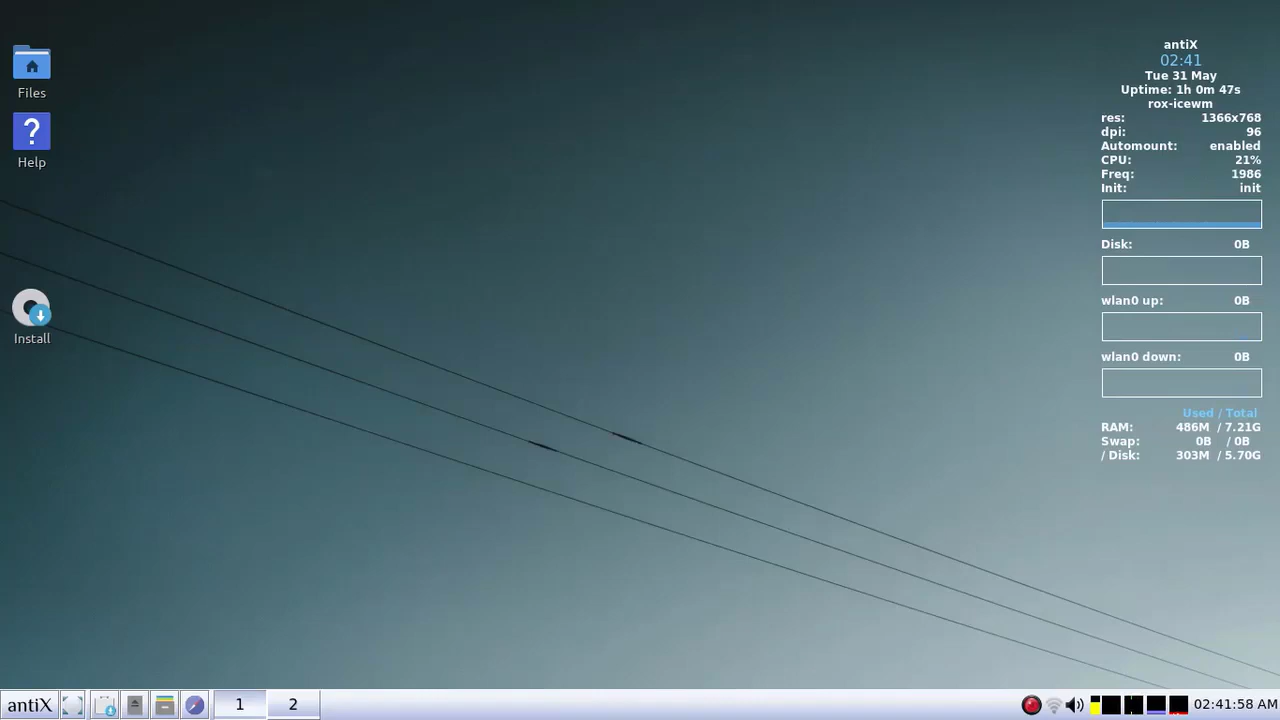 Files
Help
?
Install
antiX
02:41
Tue 31 May
Uptime: 1h 0m 47s
rox-icewm
res: 1366x768
dpi: 96
Automount: enabled
CPU: 21%
Freq: 1986
Init: init
Disk: 0B
wlan0 up: 0B
wlan0 down: 0B
Used / Total
RAM: 486M / 7.21G
Swap: 0B / 0B
/ Disk: 303M / 5.70G
antiX 1 2 02:41:58 AM